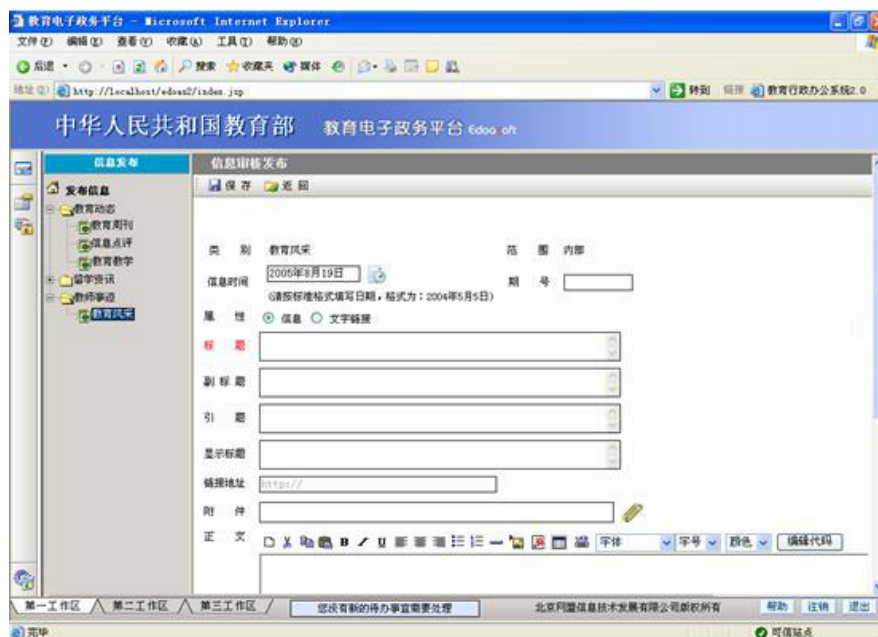 教育电子政务平台 - Microsoft Internet Explorer
文件(F) 编辑(E) 查看(V) 收藏(A) 工具(T) 帮助(H)
后退 搜索 收藏夹 媒体
地址(D) http://localhost/edoas2/index.jsp 转到 链接 教育行政办公系统2.0
中华人民共和国教育部 教育电子政务平台
信息发布 信息审核发布
保存 返回
发布信息
教育动态
教育周刊
信息点评
教育教学
留学资讯
教师事迹
教育风采
类 别 教育风采 范 围 内部
信息时间 2005年8月19日 期 号
(请按标准格式填写日期，格式为：2004年5月5日)
属 性 信息 文字链接
标 题
副 标 题
引 题
显示标题
链接地址 http://
附 件
正 文 B I U 字体 字号 颜色 编辑代码
第一工作区 第二工作区 第三工作区 您没有新的待办事宜需要处理 北京网盟信息技术发展有限公司版权所有 帮助 注销 退出
完毕 可信站点